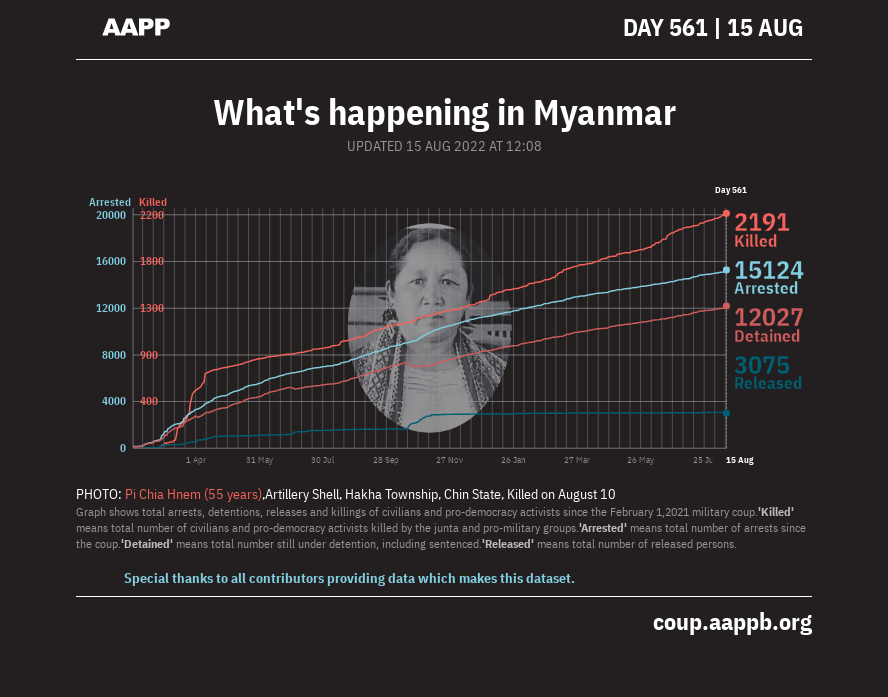 AAPP
DAY 561 | 15 AUG
What's happening in Myanmar
UPDATED 15 AUG 2022 AT 12:08
Day 561
Arrested Killed
20000 2200
16000 1800
12000 1300
8000 900
4000 400
0
2191
Killed
15124
Arrested
12027
Detained
3075
Released
1 Apr 31 May 30 Jul 28 Sep 27 Nov 26 Jan 27 Mar 26 May 25 Ju 15 Aug
PHOTO: Pi Chia Hnem (55 years),Artillery Shell, Hakha Township, Chin State, Killed on August 10
Graph shows total arrests, detentions, releases and killings of civilians and pro-democracy activists since the February 1,2021 military coup.'Killed'
means total number of civilians and pro-democracy activists killed by the junta and pro-military groups.'Arrested' means total number of arrests since
the coup.'Detained' means total number still under detention, including sentenced.'Released' means total number of released persons.
Special thanks to all contributors providing data which makes this dataset.
coup.aappb.org